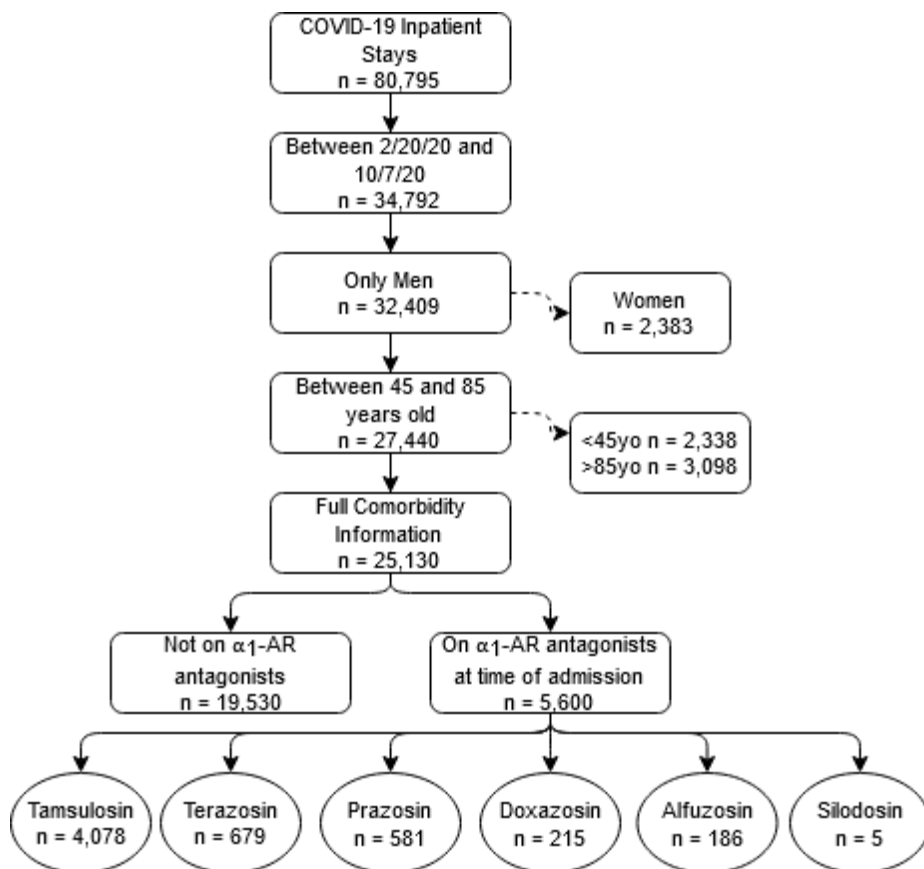 COVID-19 Inpatient
Stays
n = 80,795
Between 2/20/20 and
10/7/20
n = 34,792
Only Men
n = 32,409
Women
n = 2,383
Between 45 and 85
years old
n = 27,440
<45yo n = 2,338
>85yo n = 3,098
Full Comorbidity
Information
n = 25,130
Not on α1-AR
antagonists
n = 19,530
On α1-AR antagonists
at time of admission
n = 5,600
Tamsulosin
n = 4,078
Terazosin
n = 679
Prazosin
n = 581
Doxazosin
n = 215
Alfuzosin
n = 186
Silodosin
n = 5